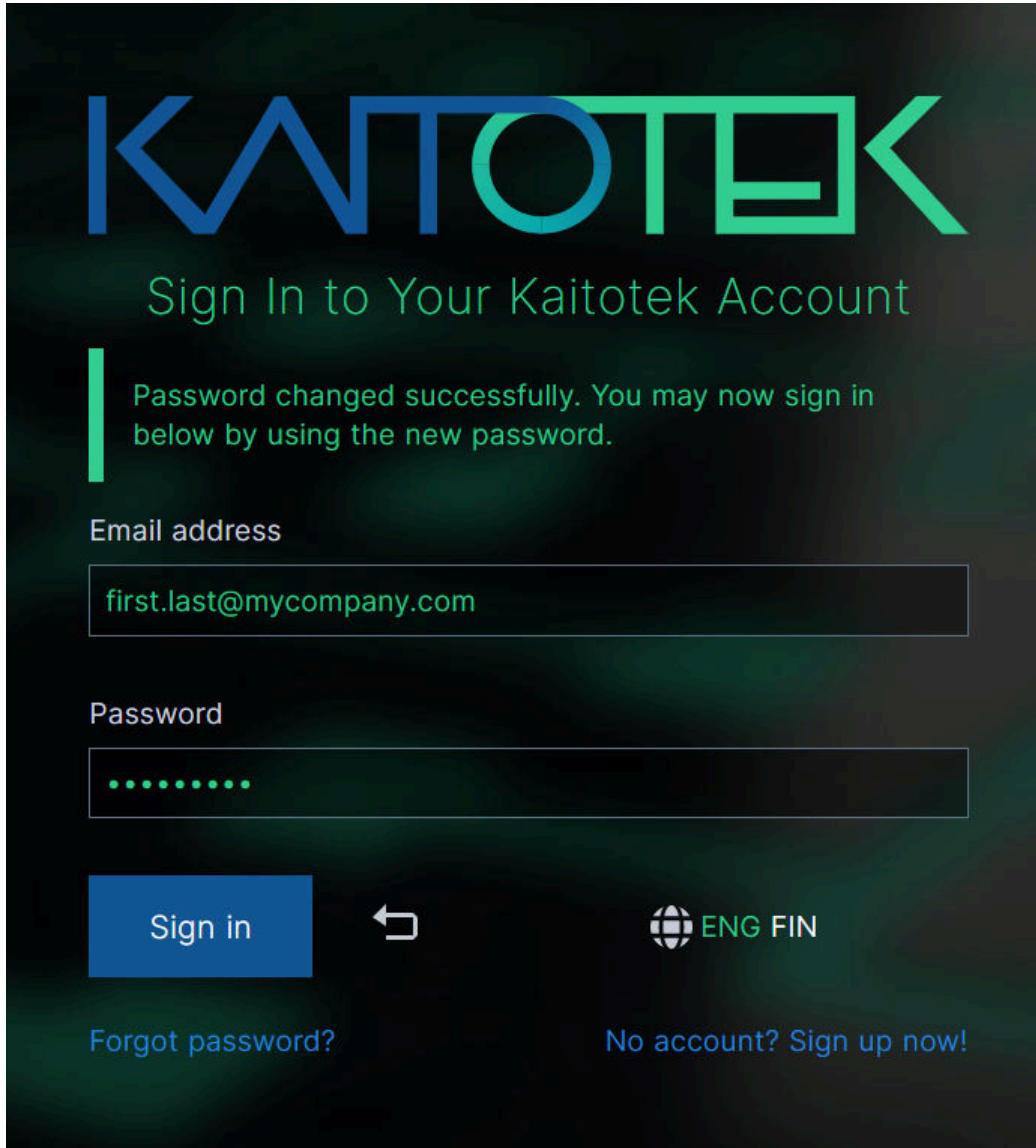 KAITOTEK
Sign In to Your Kaitotek Account
Password changed successfully. You may now sign in
below by using the new password.
Email address
first.last@mycompany.com
Password
•••••••••
Sign in
ENG FIN
Forgot password?
No account? Sign up now!